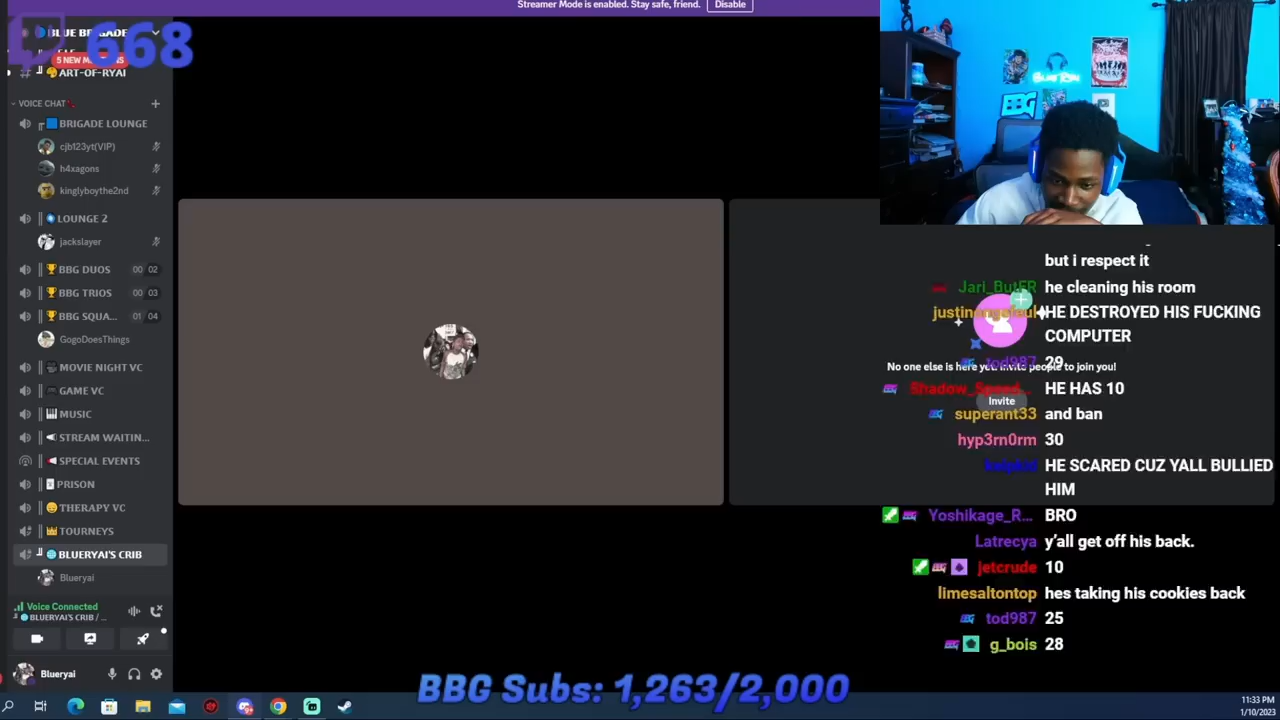 Streamer Mode is enabled. Stay safe, friend.
Disable
BLUE BRIGADE
668
5 NEW
ART-OF-RYAI
VOICE CHAT
BRIGADE LOUNGE
cjb123yt(VIP)
h4xagons
kinglyboythe2nd
LOUNGE 2
jackslayer
BBG DUOS 00 02
BBG TRIOS 00 03
BBG SQUA... 01 04
GogoDoesThings
MOVIE NIGHT VC
GAME VC
MUSIC
STREAM WAITIN...
SPECIAL EVENTS
PRISON
THERAPY VC
TOURNEYS
BLUERYAI'S CRIB
Blueryai
Voice Connected
BLUERYAI'S CRIB / ...
Blueryai
BBG
but i respect it
Jari_ButFR he cleaning his room
HE DESTROYED HIS FUCKING
COMPUTER
tod987 29
No one else is here
people to join you!
Shadow_Speed... HE HAS 10
Invite
superant33 and ban
hyp3rn0rm 30
HE SCARED CUZ YALL BULLIED
HIM
Yoshikage_R... BRO
Latrecya y'all get off his back.
jetcrude 10
limesaltontop hes taking his cookies back
tod987 25
g_bois 28
BBG Subs: 1,263/2,000
11:33 PM
1/10/2023